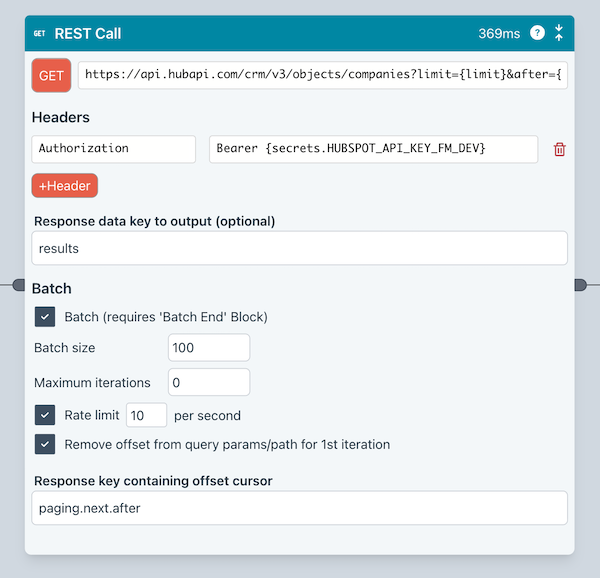 GET REST Call 369ms ?
GET https://api.hubapi.com/crm/v3/objects/companies?limit={limit}&after={
Headers
Authorization Bearer {secrets.HUBSPOT_API_KEY_FM_DEV}
+Header
Response data key to output (optional)
results
Batch
Batch (requires 'Batch End' Block)
Batch size 100
Maximum iterations 0
Rate limit 10 per second
Remove offset from query params/path for 1st iteration
Response key containing offset cursor
paging.next.after